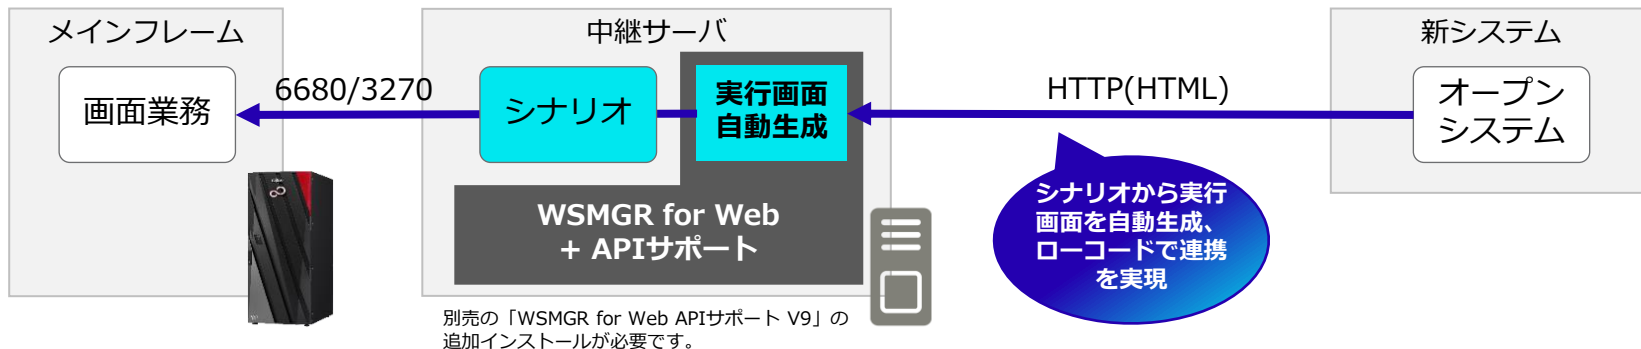 メインフレーム
画面業務
6680/3270
中継サーバ
シナリオ
実行画面
自動生成
WSMGR for Web
+ APIサポート
別売の「WSMGR for Web APIサポート V9」の
追加インストールが必要です。
HTTP(HTML)
シナリオから実行
画面を自動生成、
ローコードで連携
を実現
新システム
オープン
システム